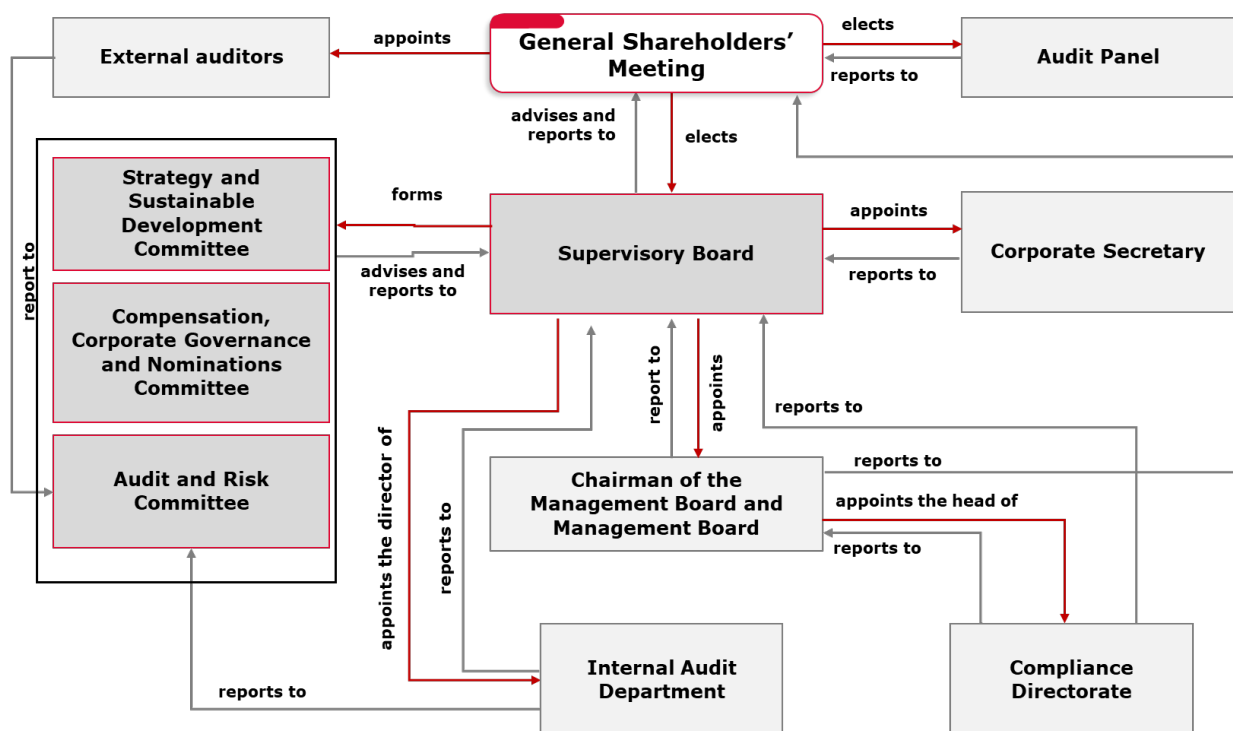 External auditors
appoints
General Shareholders’
Meeting
elects
reports to
Audit Panel
advises and
reports to
elects
Strategy and
Sustainable
Development
Committee
forms
Supervisory Board
appoints
Corporate Secretary
reports to
report to
advises and
reports to
Compensation,
Corporate Governance
and Nominations
Committee
report to
appoints
reports to
Audit and Risk
Committee
appoints the director of
reports to
Chairman of the
Management Board and
Management Board
reports to
appoints the head of
reports to
Internal Audit
Department
Compliance
Directorate
reports to